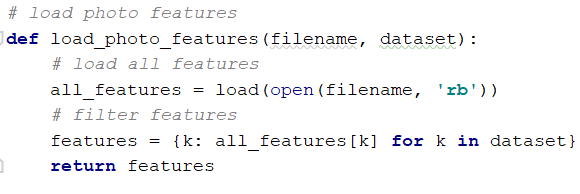 # load photo features
def load_photo_features(filename, dataset):
    # load all features
    all_features = load(open(filename, 'rb'))
    # filter features
    features = {k: all_features[k] for k in dataset}
    return features